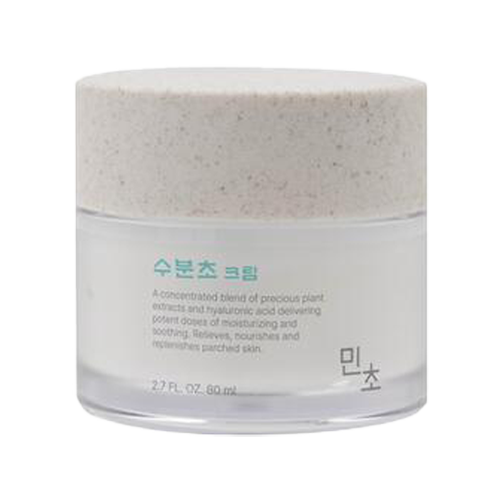 수분초 크림
A concentrated blend of precious plant
extracts and hyaluronic acid delivering
potent doses of moisturizing and
soothing. Relieves, nourishes and
replenishes parched skin.
2.7 FL. OZ. 80 ml
민초